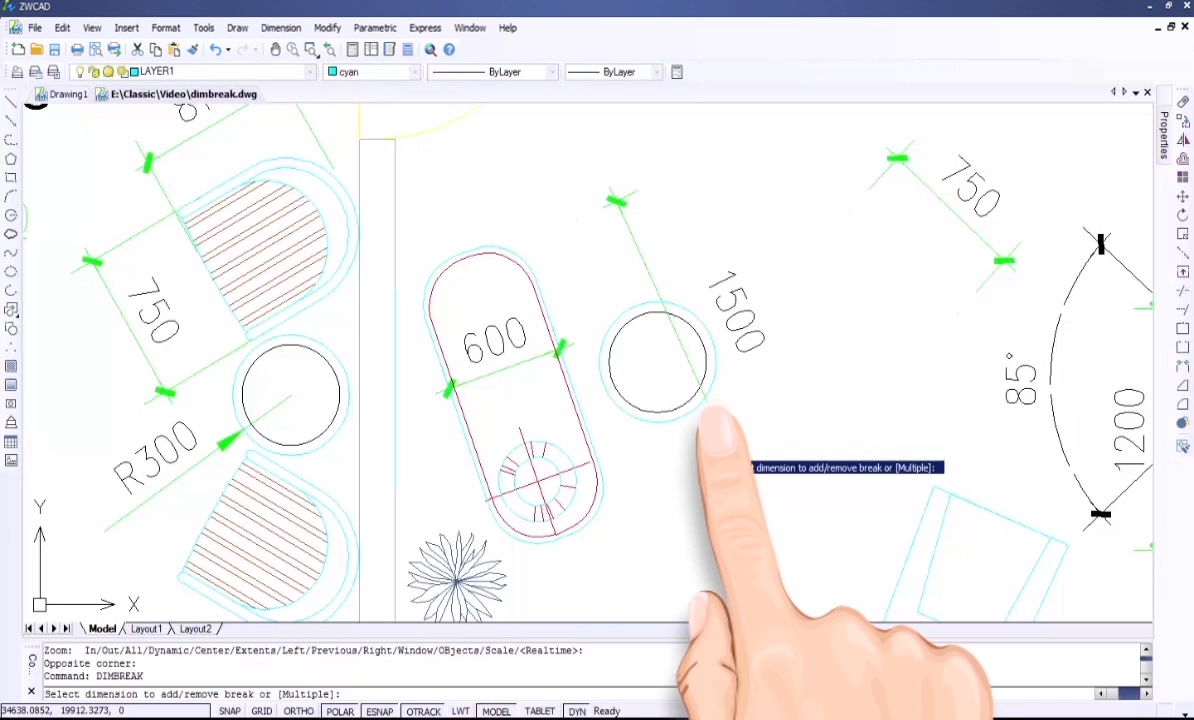 ZWCAD
File Edit View Insert Format Tools Draw Dimension Modify Parametric Express Window Help
LAYER1 cyan ByLayer ByLayer
Drawing1 E:\Classic\Video\dimbreak.dwg
Properties
750
750
1500
600
85°
1200
R300
dimension to add/remove break or [Multiple]:
Y
X
Model Layout1 Layout2
Co...
Zoom: In/Out/All/Dynamic/Center/Extents/Left/Previous/Right/Window/OBjects/Scale/<Realtime>:
Opposite corner:
Command: DIMBREAK
Select dimension to add/remove break or [Multiple]:
34638.0852, 19912.3273, 0 SNAP GRID ORTHO POLAR ESNAP OTRACK LWT MODEL TABLET DYN Ready